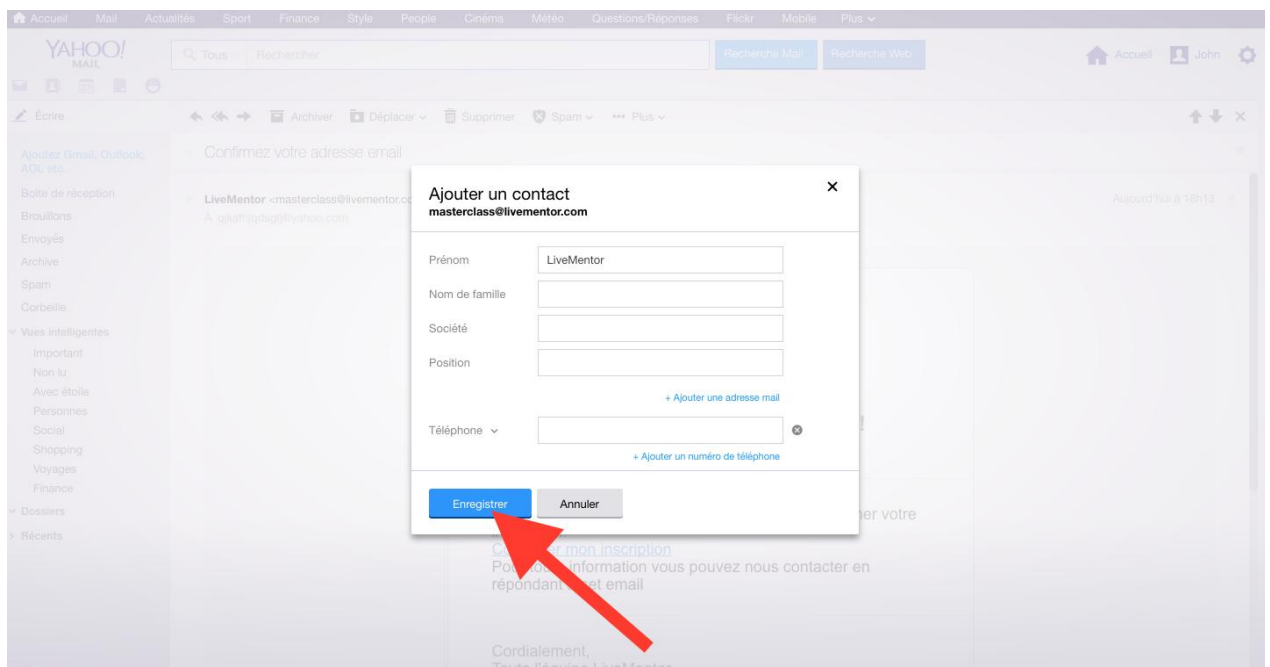 Accueil Mail Actualités Sport Finance Style People Cinéma Météo Questions/Réponses Flickr Mobile Plus
YAHOO! MAIL
Tous Rechercher Recherche Mail Recherche Web Accueil John
Écrire
Archiver Déplacer Supprimer Spam ••• Plus
Ajoutez Gmail, Outlook,
AOL etc.
Boîte de réception
Brouillons
Envoyés
Archive
Spam
Corbeille
Vues intelligentes
Important
Non lu
Avec étoile
Personnes
Social
Shopping
Voyages
Finance
Dossiers
Récents
Confirmez votre adresse email
LiveMentor <masterclass@livementor.co
Aujourd'hui à 18h13
Ajouter un contact
masterclass@livementor.com
Prénom LiveMentor
Nom de famille
Société
Position
+ Ajouter une adresse mail
Téléphone
+ Ajouter un numéro de téléphone
Enregistrer Annuler
!
votre
mon inscription
information vous pouvez nous contacter en
répondant et email
Cordialement,
Toute l'équipe LiveMentor